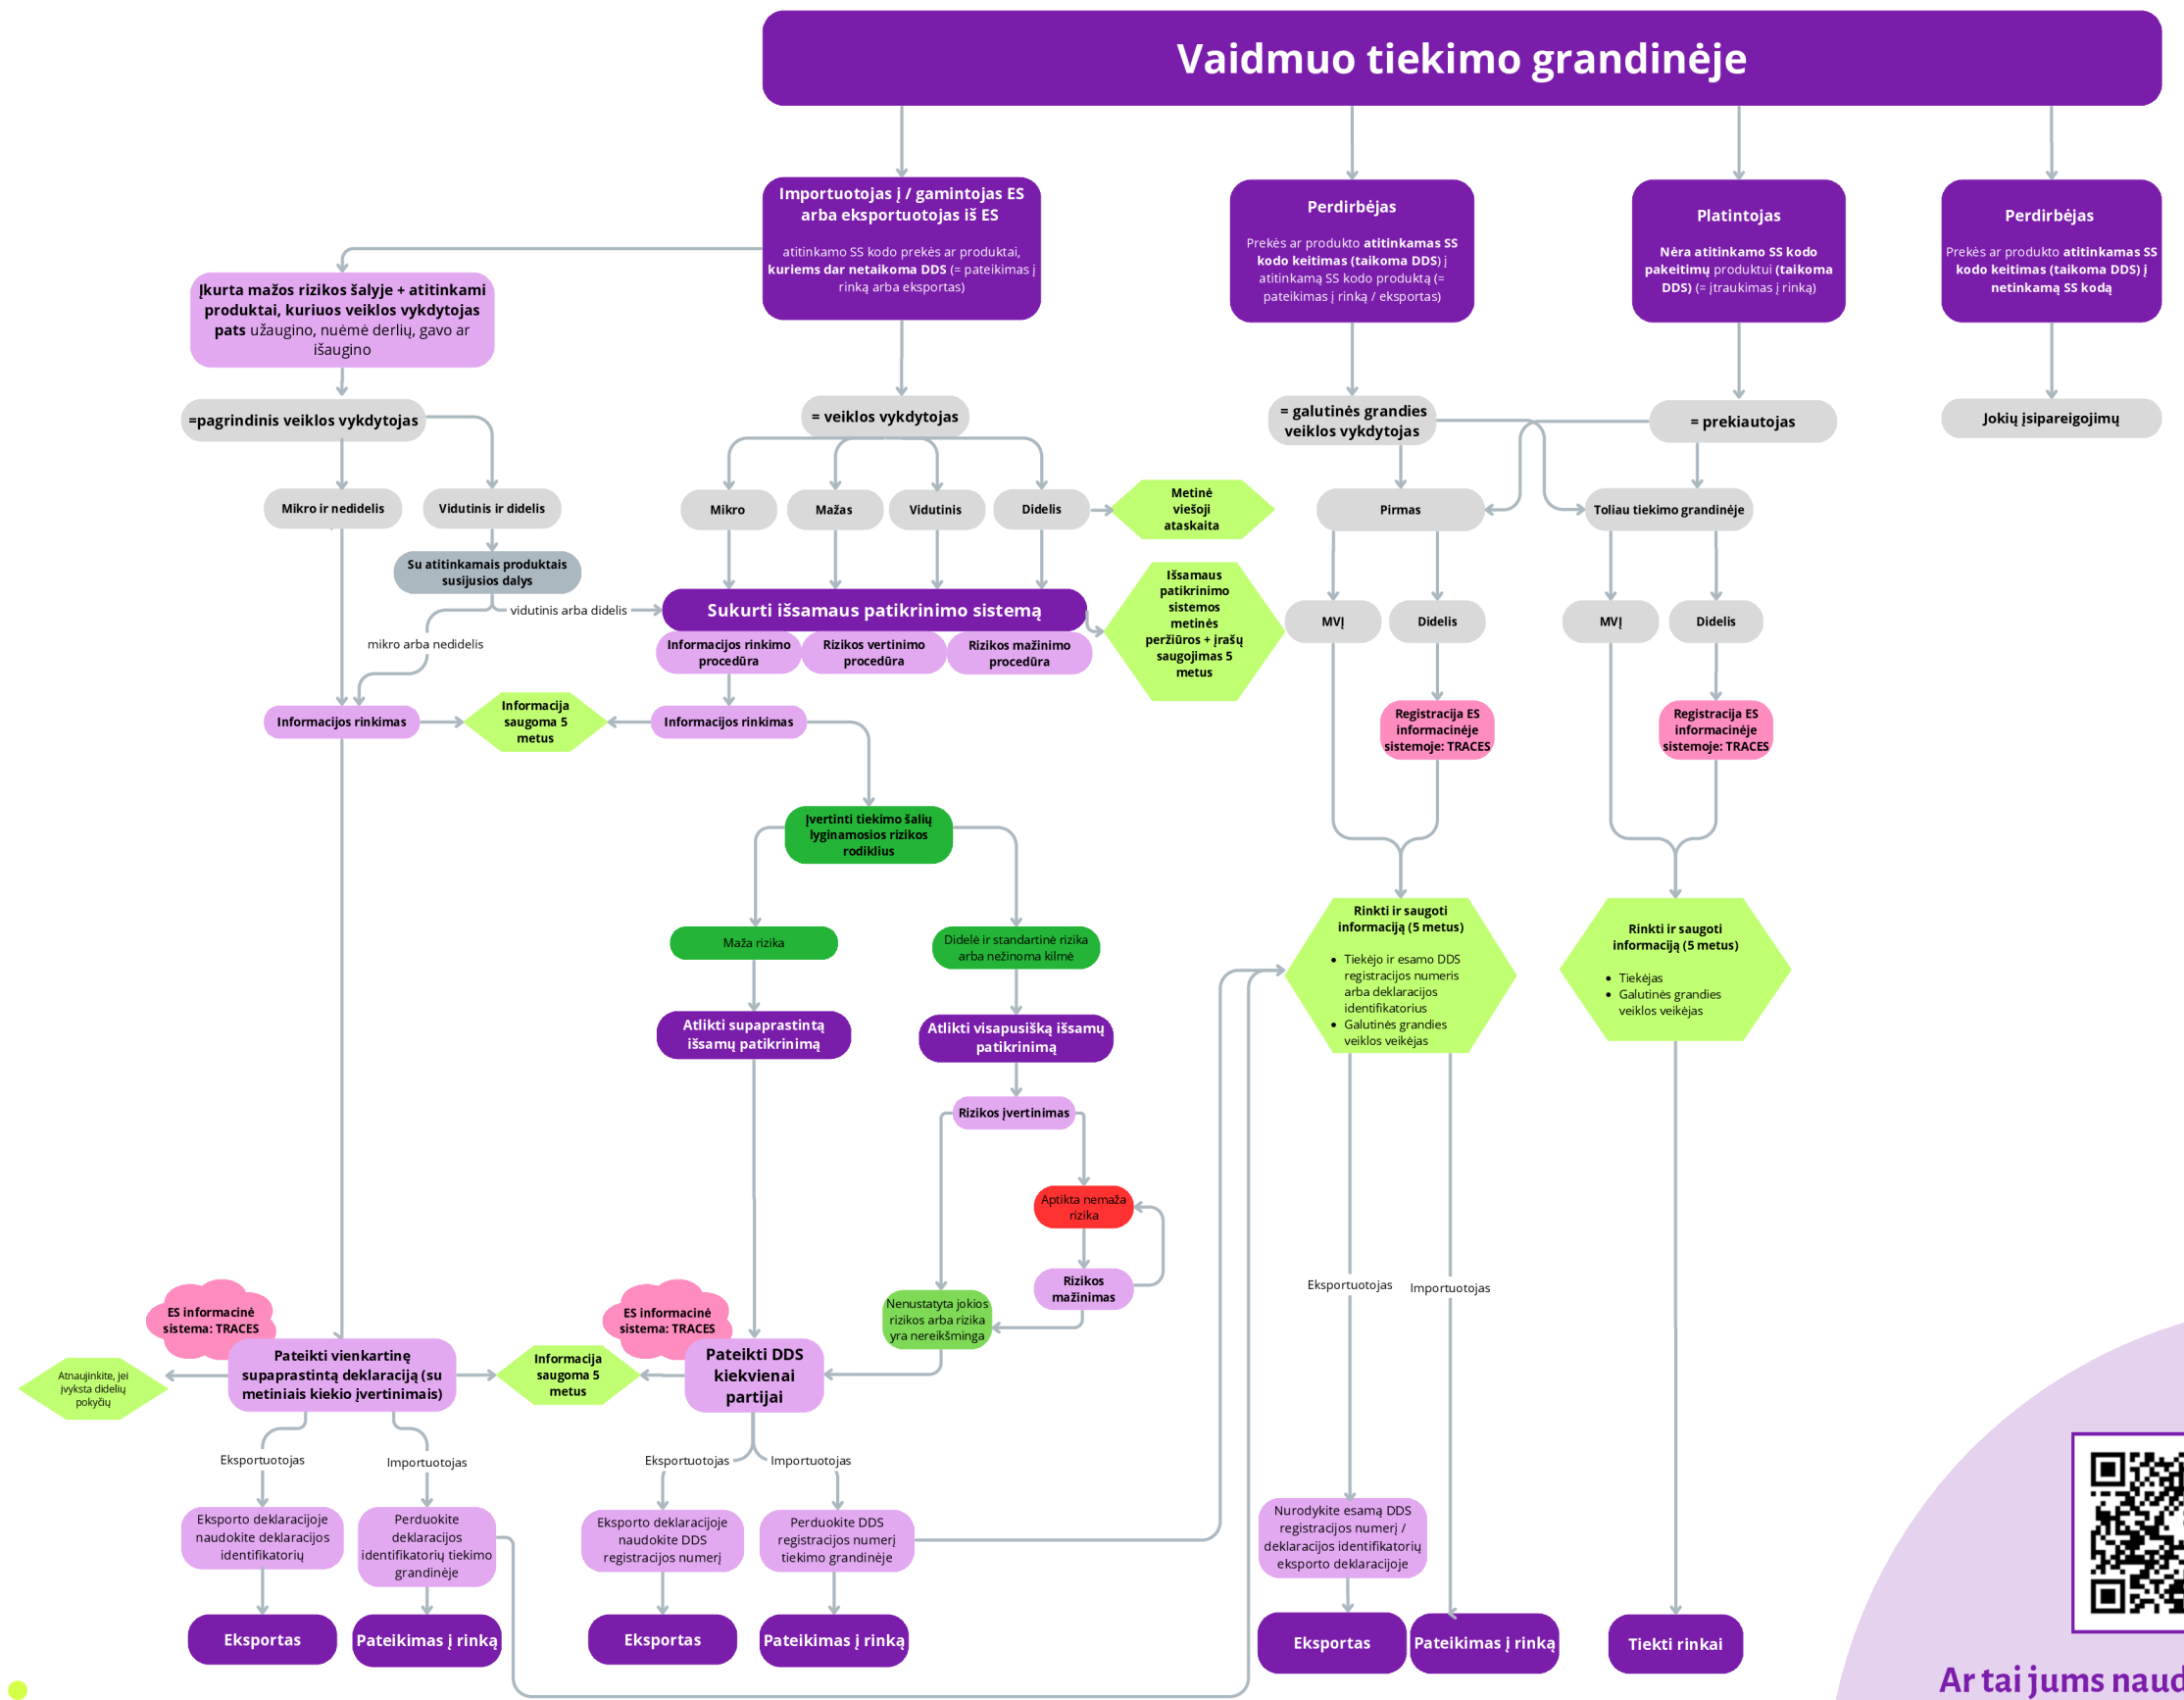 Vaidmuo tiekimo grandinėje
Importuotojas į / gamintojas ES
arba eksportuotojas iš ES
atitinkamo SS kodo prekės ar produktai,
kuriems dar netaikoma DDS (= pateikimas į
rinką arba eksportas)
Perdirbėjas
Prekės ar produkto atitinkamas SS
kodo keitimas (taikoma DDS) į
atitinkamą SS kodo produktą (=
pateikimas į rinką / eksportas)
Platintojas
Nėra atitinkamo SS kodo
pakeitimų produktui (taikoma
DDS) (= įtraukimas į rinką)
Perdirbėjas
Prekės ar produkto atitinkamas SS
kodo keitimas (taikoma DDS) į
netinkamą SS kodą
Įkurta mažos rizikos šalyje + atitinkami
produktai, kuriuos veiklos vykdytojas
pats užaugino, nuėmė derlių, gavo ar
išaugino
=pagrindinis veiklos vykdytojas
= veiklos vykdytojas
= galutinės grandies
veiklos vykdytojas
= prekiautojas
Jokių įsipareigojimų
Mikro ir nedidelis
Vidutinis ir didelis
Mikro
Mažas
Vidutinis
Didelis
Metinė
viešoji
ataskaita
Pirmas
Toliau tiekimo grandinėje
Su atitinkamais produktais
susijusios dalys
vidutinis arba didelis
mikro arba nedidelis
Sukurti išsamaus patikrinimo sistemą
Informacijos rinkimo
procedūra
Rizikos vertinimo
procedūra
Rizikos mažinimo
procedūra
Išsamaus
patikrinimo
sistemos
metinės
peržiūros + įrašų
saugojimas 5
metus
MVĮ
Didelis
MVĮ
Didelis
Informacijos rinkimas
Informacija
saugoma 5
metus
Informacijos rinkimas
Registracija ES
informacinėje
sistemoje: TRACES
Registracija ES
informacinėje
sistemoje: TRACES
Įvertinti tiekimo šalių
lyginamosios rizikos
rodiklius
Maža rizika
Didelė ir standartinė rizika
arba nežinoma kilmė
Rinkti ir saugoti
informaciją (5 metus)
• Tiekėjo ir esamo DDS
registracijos numeris
arba deklaracijos
identifikatorius
• Galutinės grandies
veiklos veikėjas
Rinkti ir saugoti
informaciją (5 metus)
• Tiekėjas
• Galutinės grandies
veiklos veikėjas
Atlikti supaprastintą
išsamų patikrinimą
Atlikti visapusišką išsamų
patikrinimą
Rizikos įvertinimas
Aptikta nemaža
rizika
Rizikos
mažinimas
Nenustatyta jokios
rizikos arba rizika
yra nereikšminga
Eksportuotojas
Importuotojas
ES informacinė
sistema: TRACES
ES informacinė
sistema: TRACES
Atnaujinkite, jei
įvyksta didelių
pokyčių
Pateikti vienkartinę
supaprastintą deklaraciją (su
metiniais kiekio įvertinimais)
Informacija
saugoma 5
metus
Pateikti DDS
kiekvienai
partijai
Eksportuotojas
Importuotojas
Eksportuotojas
Importuotojas
Eksporto deklaracijoje
naudokite deklaracijos
identifikatorių
Perduokite
deklaracijos
identifikatorių tiekimo
grandinėje
Eksporto deklaracijoje
naudokite DDS
registracijos numerį
Perduokite DDS
registracijos numerį
tiekimo grandinėje
Nurodykite esamą DDS
registracijos numerį /
deklaracijos identifikatorių
eksporto deklaracijoje
Eksportas
Pateikimas į rinką
Eksportas
Pateikimas į rinką
Eksportas
Pateikimas į rinką
Tiekti rinkai
Ar tai jums